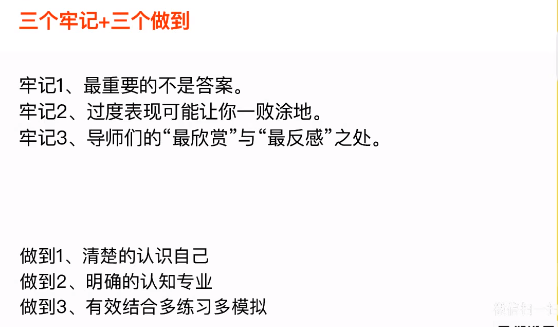 三个牢记+三个做到
牢记1、最重要的不是答案。
牢记2、过度表现可能让你一败涂地。
牢记3、导师们的“最欣赏”与“最反感”之处。
做到1、清楚的认识自己
做到2、明确的认知专业
做到3、有效结合多练习多模拟